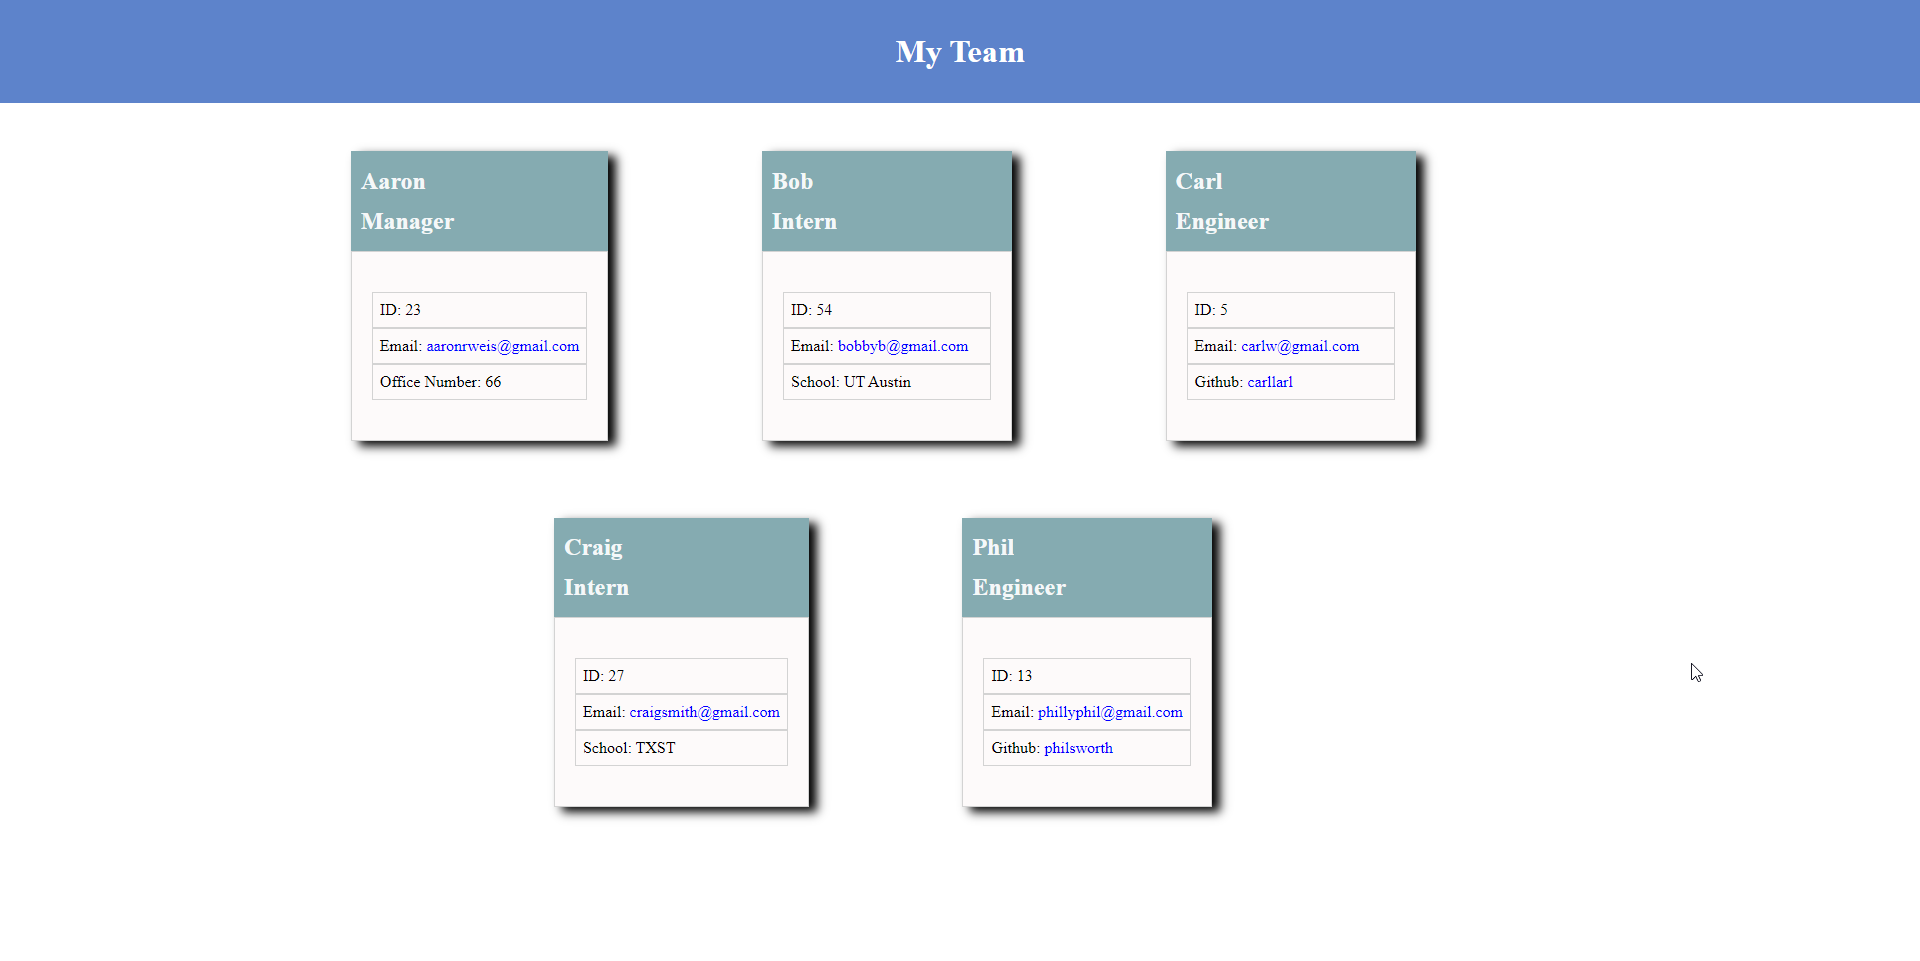 My Team
Aaron
Manager
ID: 23
Email: aaronrweis@gmail.com
Office Number: 66
Bob
Intern
ID: 54
Email: bobbyb@gmail.com
School: UT Austin
Carl
Engineer
ID: 5
Email: carlw@gmail.com
Github: carllarl
Craig
Intern
ID: 27
Email: craigsmith@gmail.com
School: TXST
Phil
Engineer
ID: 13
Email: phillyphil@gmail.com
Github: philsworth